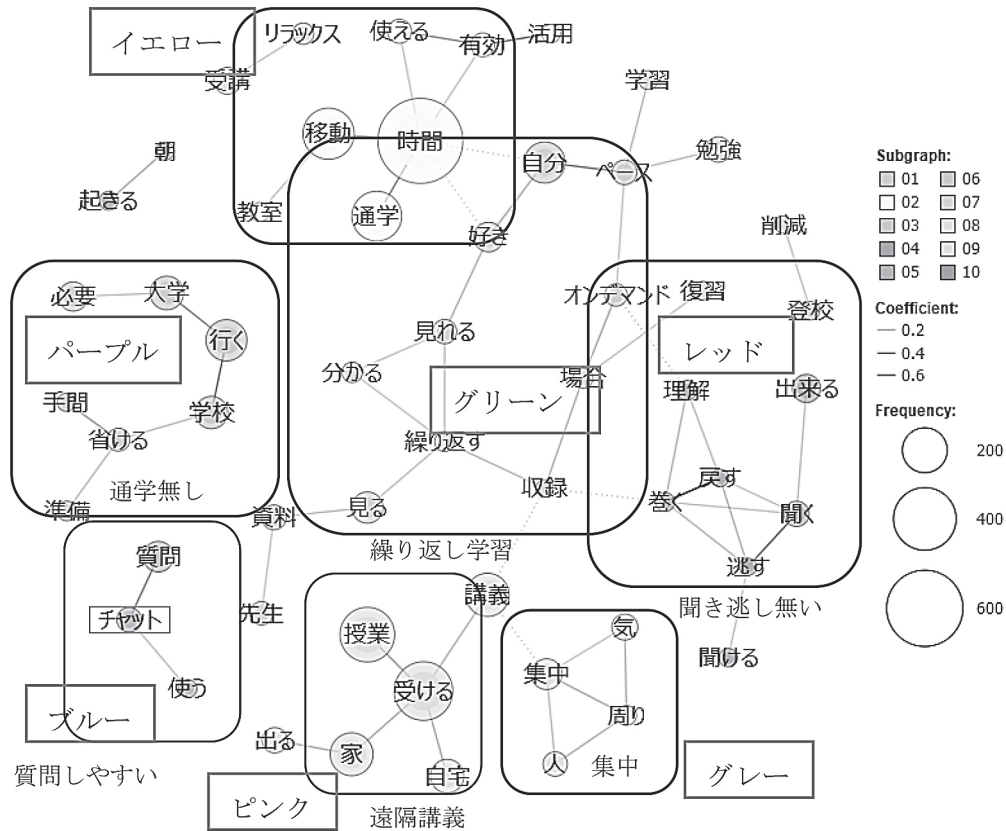 イエロー
リラックス
使える
有効
活用
受講
学習
移動
時間
自分
ペース
勉強
朝
起きる
教室
通学
好き
削減
必要
大学
行く
オンデマンド
復習
登校
パープル
見れる
レッド
分かる
場合
理解
出来る
手間
学校
グリーン
省ける
繰り返す
準備
通学無し
収録
戻す
巻く
聞く
資料
見る
繰り返し学習
質問
逃す
チャット
先生
講義
聞き逃し無い
授業
気
聞ける
使う
受ける
集中
ブルー
周り
出る
家
自宅
人
集中
グレー
質問しやすい
ピンク
遠隔講義
Subgraph:
01 06
02 07
03 08
04 09
05 10
Coefficient:
0.2
0.4
0.6
Frequency:
200
400
600